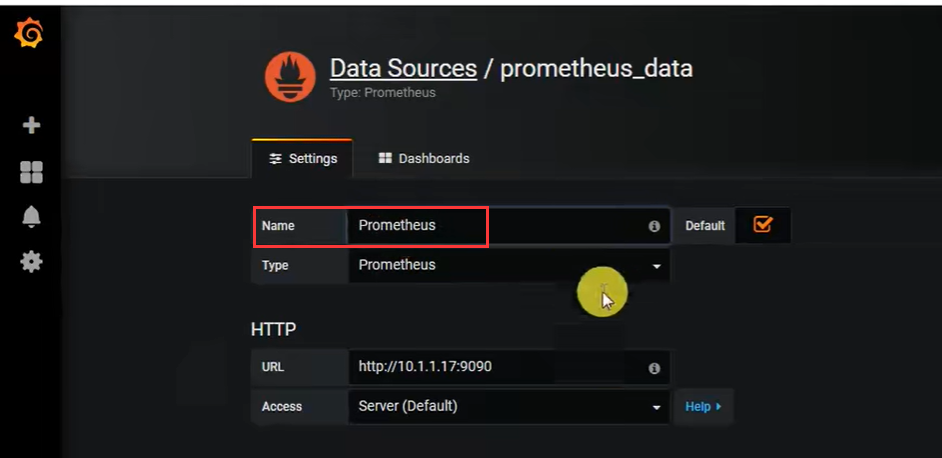 Data Sources / prometheus_data
Type: Prometheus
Settings Dashboards
Name Prometheus Default
Type Prometheus
HTTP
URL http://10.1.1.17:9090
Access Server (Default) Help